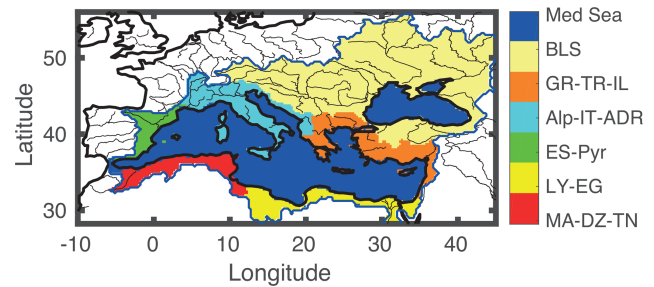 Med Sea
BLS
GR-TR-IL
Alp-IT-ADR
ES-Pyr
LY-EG
MA-DZ-TN
Latitude
50
40
30
-10 0 10 20 30 40
Longitude